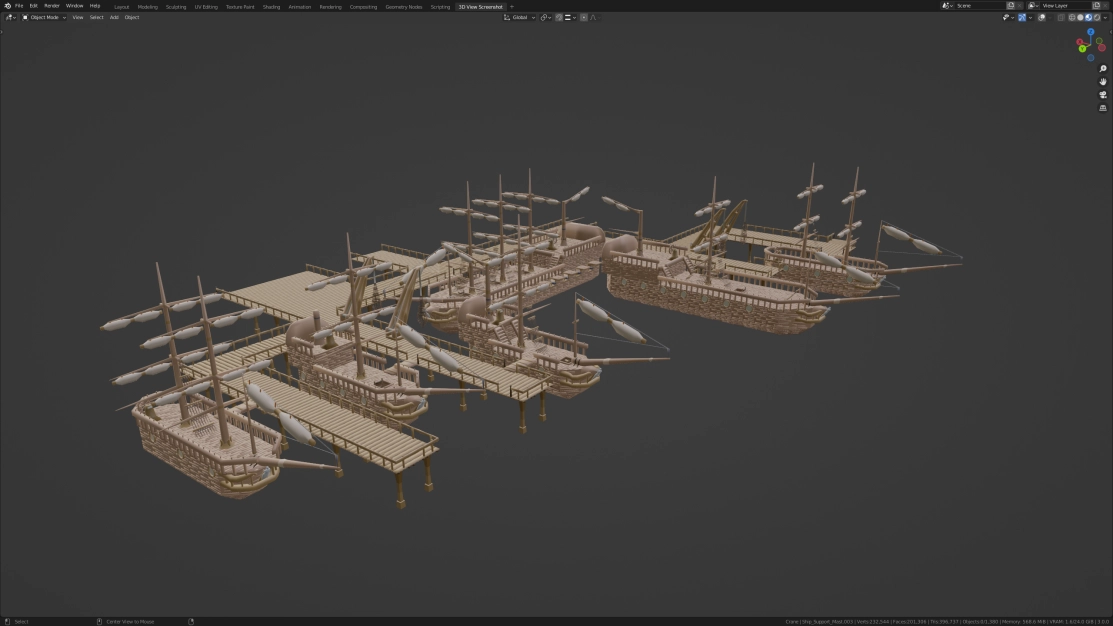 File Edit Render Window Help Layout Modeling Sculpting UV Editing Texture Paint Shading Animation Rendering Compositing Geometry Nodes Scripting 3D View Screenshot + Scene View Layer
Object Mode View Select Add Object Global
Select Center View to Mouse Crane | Ship_Support_Mast.003 | Verts:232,544 | Faces:201,308 | Tris:398,737 | Objects:0/1,380 | Memory: 568.6 MiB | VRAM: 1.6/24.0 GiB | 3.0.0